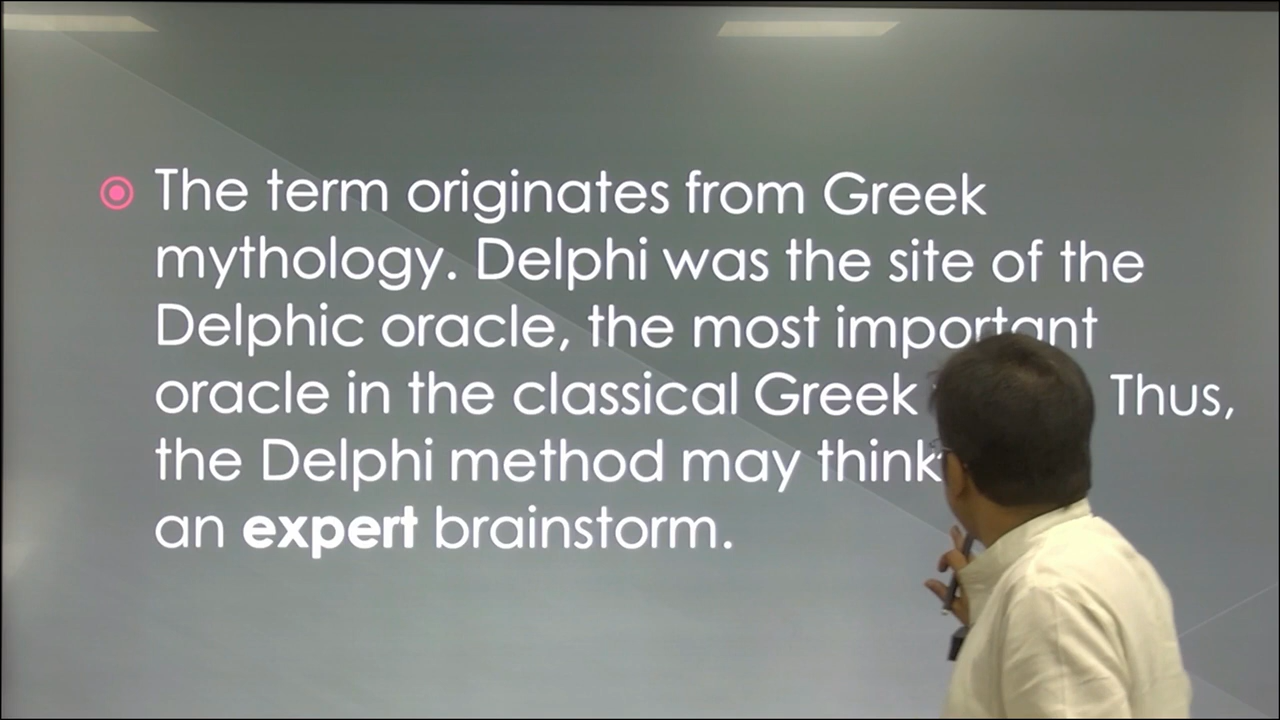 The term originates from Greek
mythology. Delphi was the site of the
Delphic oracle, the most important
oracle in the classical Greek Thus,
the Delphi method may think
an expert brainstorm.